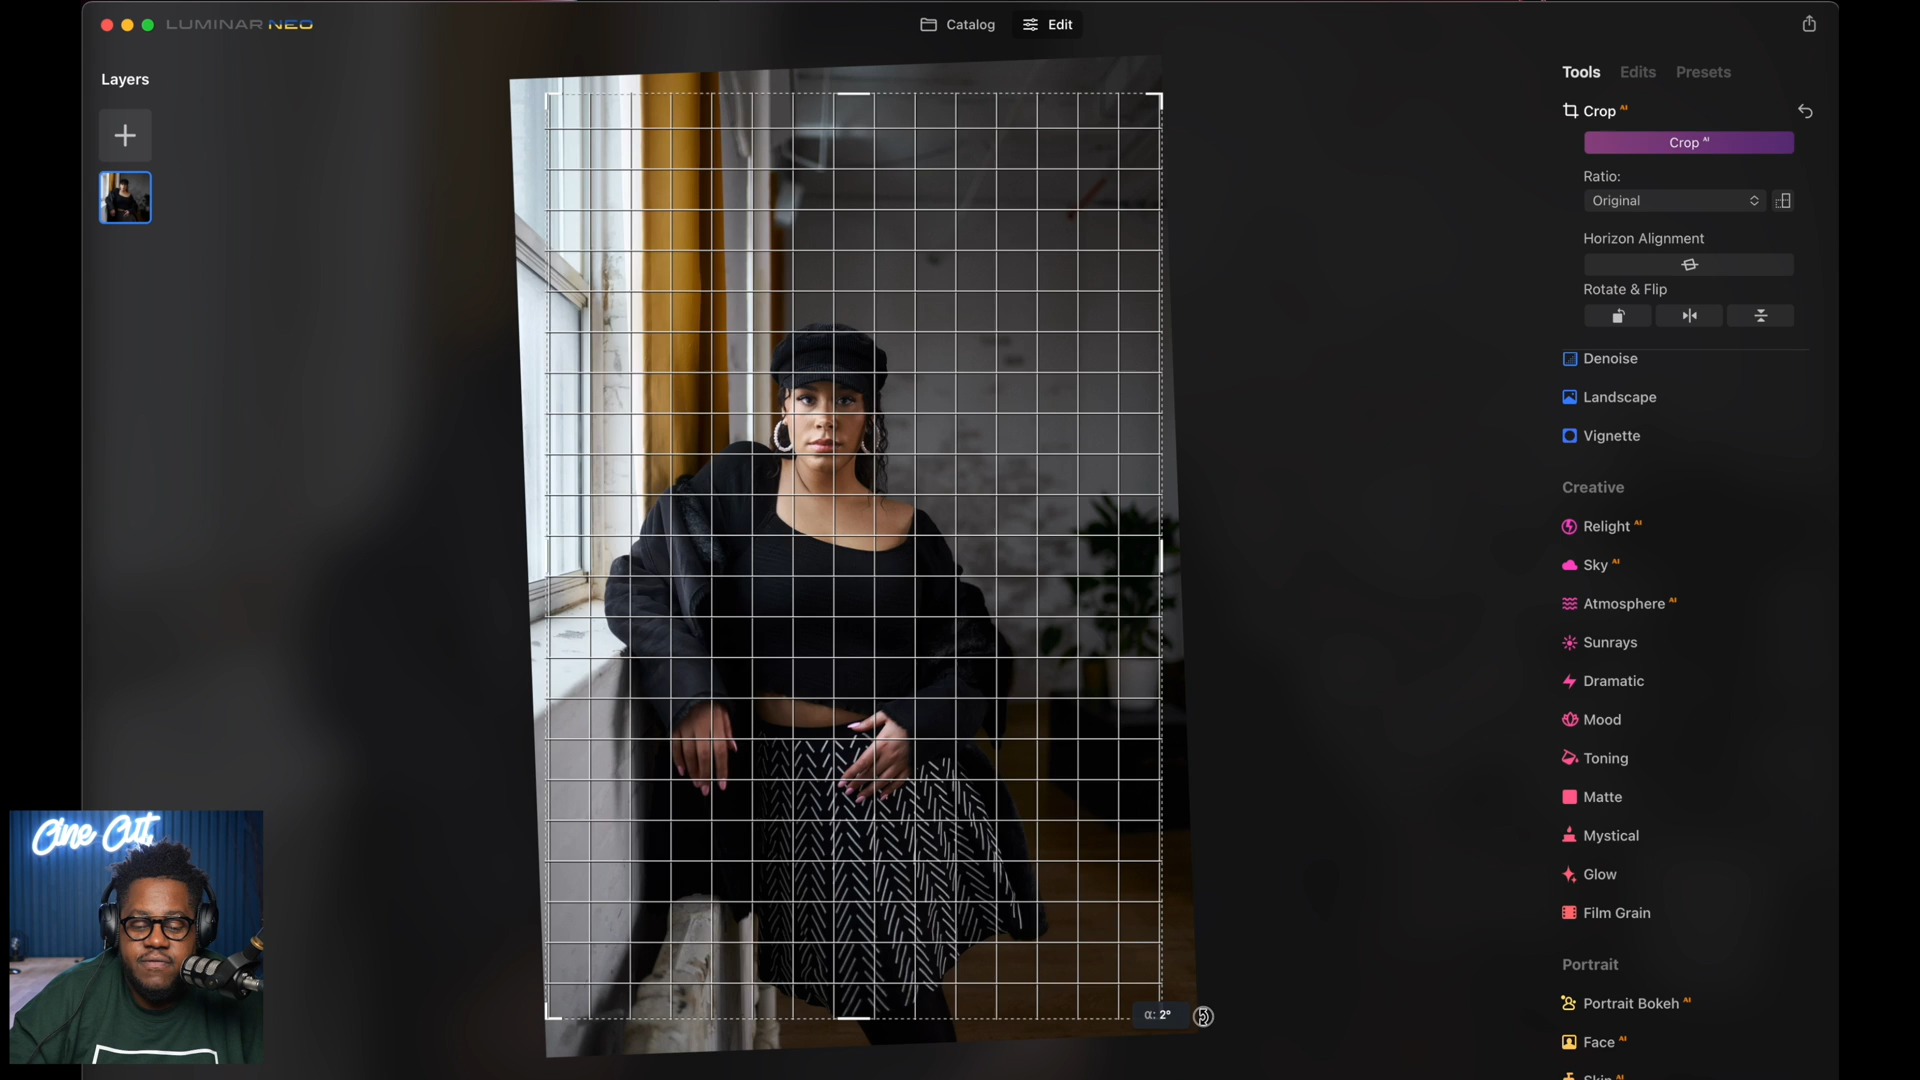 LUMINAR NEO
Catalog
Edit
Layers
Tools
Edits
Presets
Crop AI
Crop AI
Ratio:
Original
Horizon Alignment
Rotate & Flip
Denoise
Landscape
Vignette
Creative
Relight AI
Sky AI
Atmosphere AI
Sunrays
Dramatic
Mood
Toning
Matte
Mystical
Glow
Film Grain
Portrait
Portrait Bokeh AI
Face AI
Skin AI
α: 2°
Cine Cut.